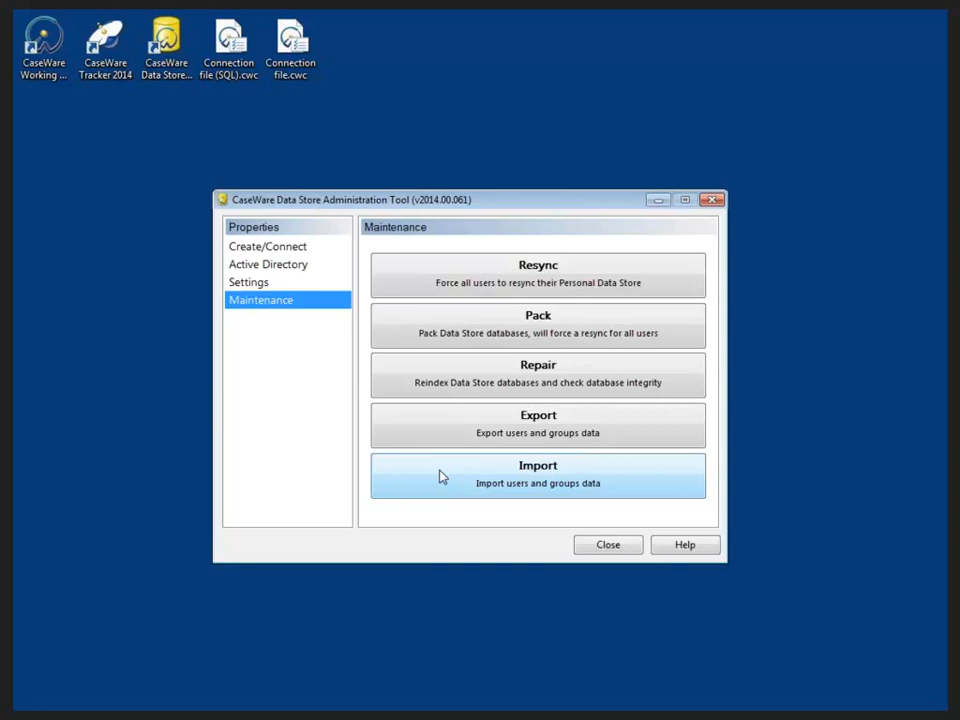 CaseWare
Working ...
CaseWare
Tracker 2014
CaseWare
Data Store...
Connection
file (SQL).cwc
Connection
file.cwc
CaseWare Data Store Administration Tool (v2014.00.061)
Properties
Create/Connect
Active Directory
Settings
Maintenance
Maintenance
Resync
Force all users to resync their Personal Data Store
Pack
Pack Data Store databases, will force a resync for all users
Repair
Reindex Data Store databases and check database integrity
Export
Export users and groups data
Import
Import users and groups data
Close
Help